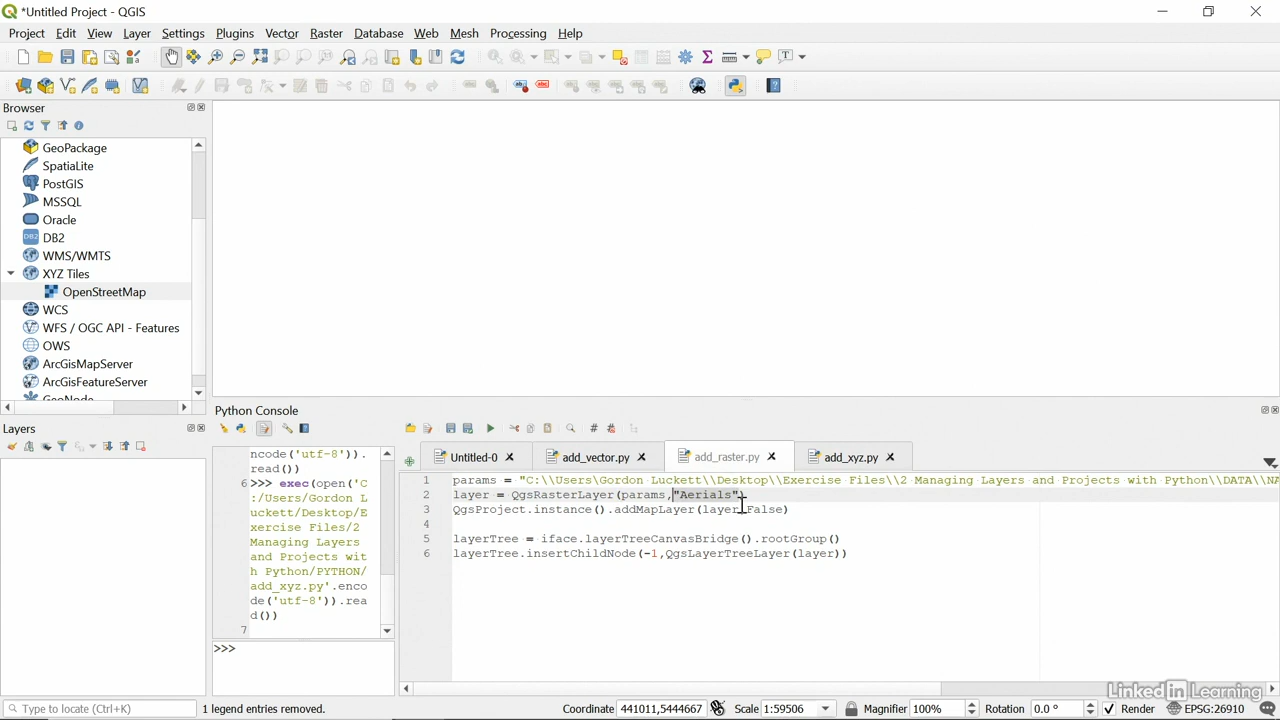 *Untitled Project - QGIS
Project Edit View Layer Settings Plugins Vector Raster Database Web Mesh Processing Help
Browser
GeoPackage
SpatiaLite
PostGIS
MSSQL
Oracle
DB2
DB2
WMS/WMTS
XYZ Tiles
OpenStreetMap
WCS
WFS / OGC API - Features
OWS
ArcGisMapServer
ArcGisFeatureServer
GeoNode
Layers
Python Console
ncode('utf-8')).
read())
6 >>> exec(open('C
:/Users/Gordon L
uckett/Desktop/E
xercise Files/2
Managing Layers
and Projects wit
h Python/PYTHON/
add_xyz.py'.enco
de('utf-8')).rea
d())
7
>>>
Untitled-0 add_vector.py add_raster.py add_xyz.py
1 params = "C:\\Users\Gordon Luckett\\Desktop\\Exercise Files\\2 Managing Layers and Projects with Python\\DATA\\NA
2 layer = QgsRasterLayer(params,"Aerials")
3 QgsProject.instance().addMapLayer(layer,False)
4
5 layerTree = iface.layerTreeCanvasBridge().rootGroup()
6 layerTree.insertChildNode(-1,QgsLayerTreeLayer(layer))
Linked in Learning
Type to locate (Ctrl+K) 1 legend entries removed. Coordinate 441011,5444667 Scale 1:59506 Magnifier 100% Rotation 0.0 ° Render EPSG:26910